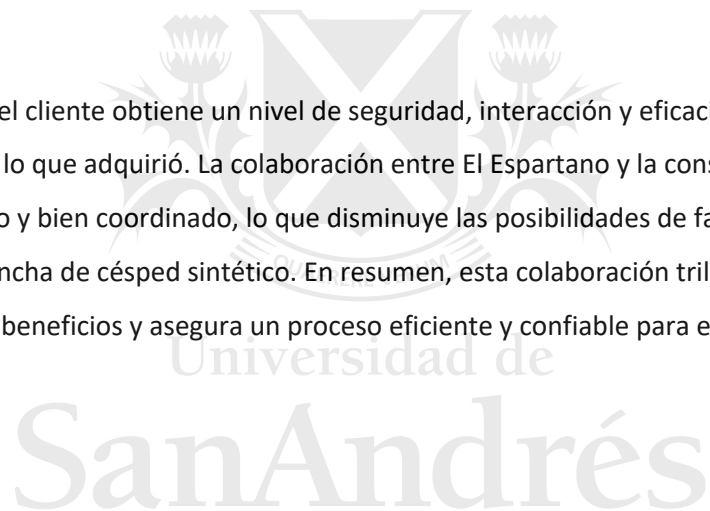 el cliente obtiene un nivel de seguridad, interacción y eficaci
lo que adquirió. La colaboración entre El Espartano y la cons
o y bien coordinado, lo que disminuye las posibilidades de fa
ncha de césped sintético. En resumen, esta colaboración tril
beneficios y asegura un proceso eficiente y confiable para e
Universidad de
SanAndrés